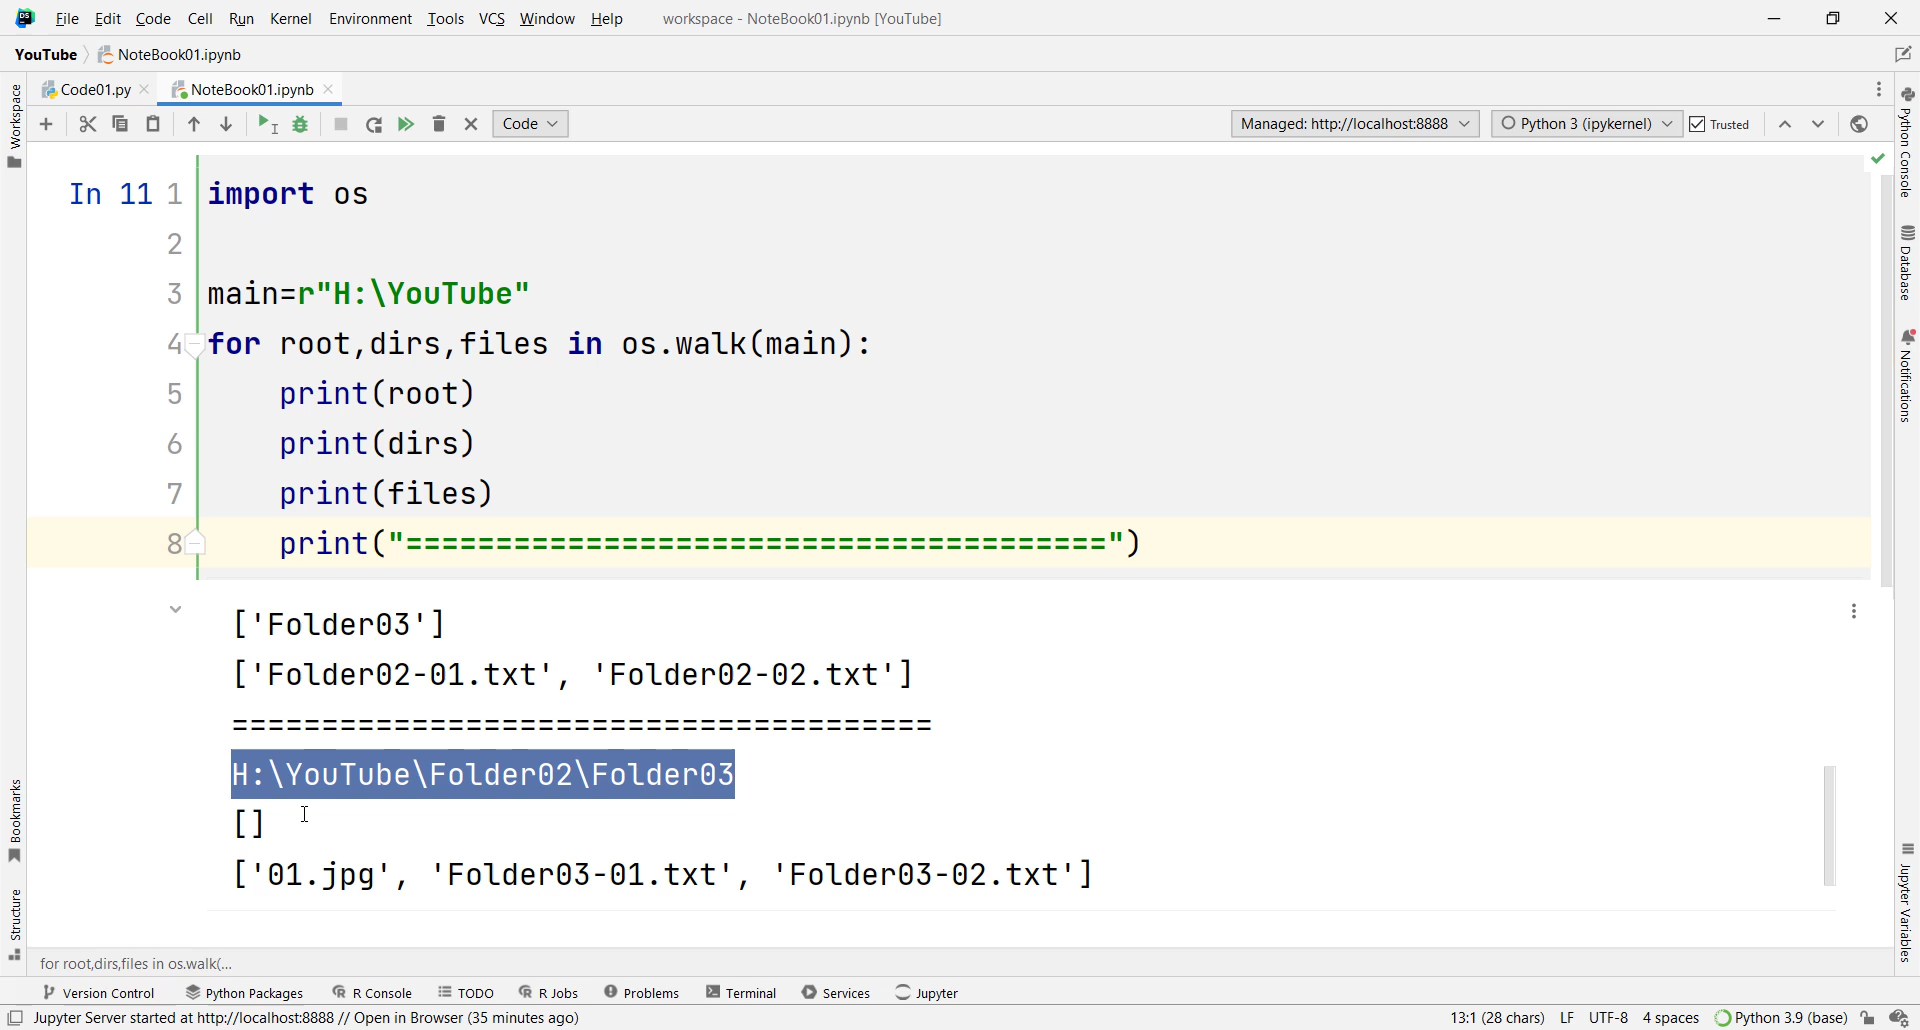 File Edit Code Cell Run Kernel Environment Tools VCS Window Help workspace - NoteBook01.ipynb [YouTube]
YouTube NoteBook01.ipynb
Code01.py NoteBook01.ipynb
Code Managed: http://localhost:8888 Python 3 (ipykernel) Trusted
Workspace
Bookmarks
Structure
In 11 1 import os
2
3 main=r"H:\YouTube"
4 for root,dirs,files in os.walk(main):
5 print(root)
6 print(dirs)
7 print(files)
8 print("=======================================")
['Folder03']
['Folder02-01.txt', 'Folder02-02.txt']
=======================================
H:\YouTube\Folder02\Folder03
[]
['01.jpg', 'Folder03-01.txt', 'Folder03-02.txt']
Python Console
Database
Notifications
Jupyter Variables
for root,dirs,files in os.walk(...
Version Control Python Packages R Console TODO R Jobs Problems Terminal Services Jupyter
Jupyter Server started at http://localhost:8888 // Open in Browser (35 minutes ago) 13:1 (28 chars) LF UTF-8 4 spaces Python 3.9 (base)